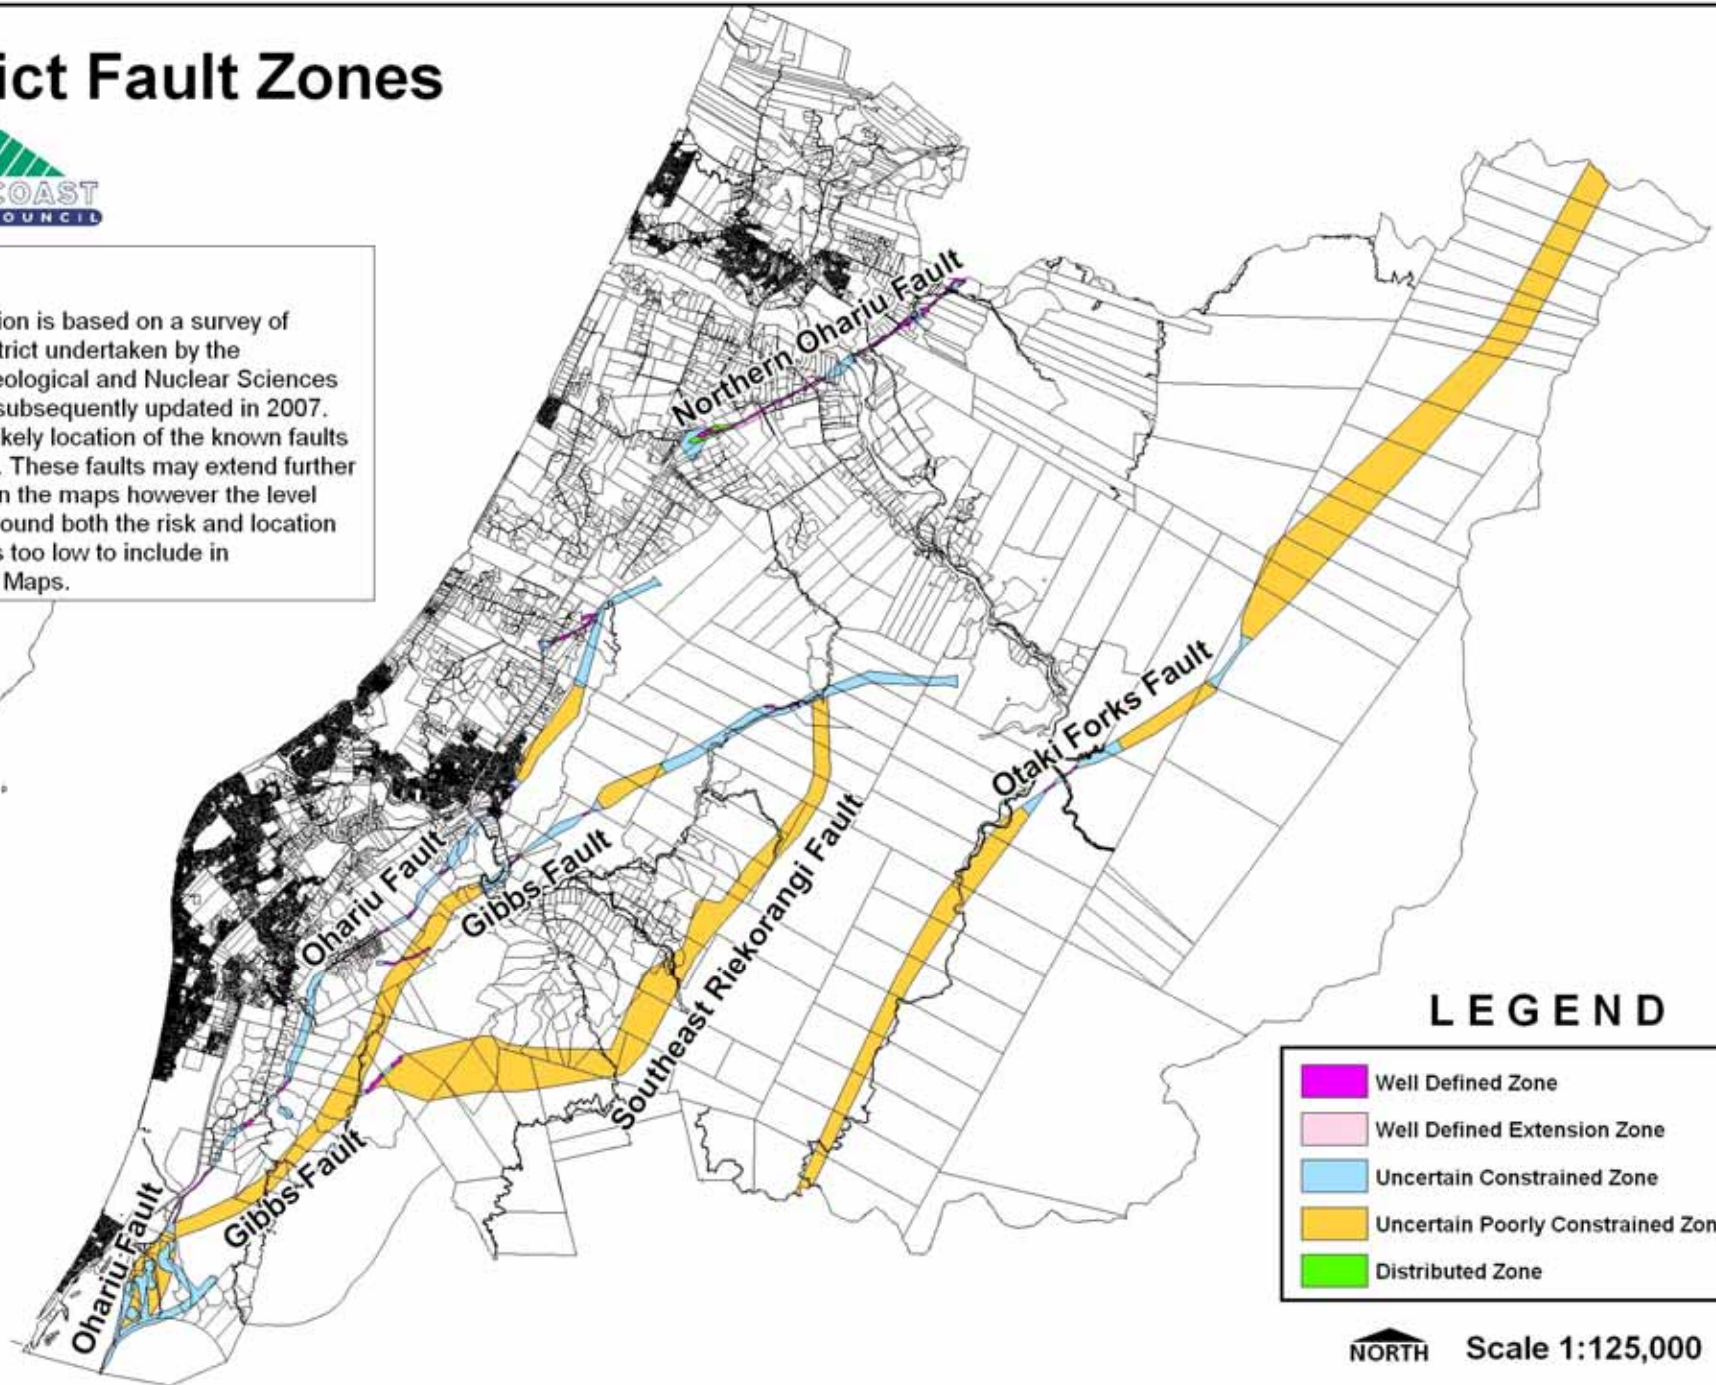 ict Fault Zones
COAST
OUNCIL
ion is based on a survey of
trict undertaken by the
eological and Nuclear Sciences
subsequently updated in 2007.
ikely location of the known faults
. These faults may extend further
n the maps however the level
ound both the risk and location
s too low to include in
Maps.
Northern Ohariu Fault
Otaki Forks Fault
Ohariu Fault
Gibbs Fault
Southeast Riekorangi Fault
Gibbs Fault
Ohariu Fault
LEGEND
Well Defined Zone
Well Defined Extension Zone
Uncertain Constrained Zone
Uncertain Poorly Constrained Zon
Distributed Zone
NORTH
Scale 1:125,000